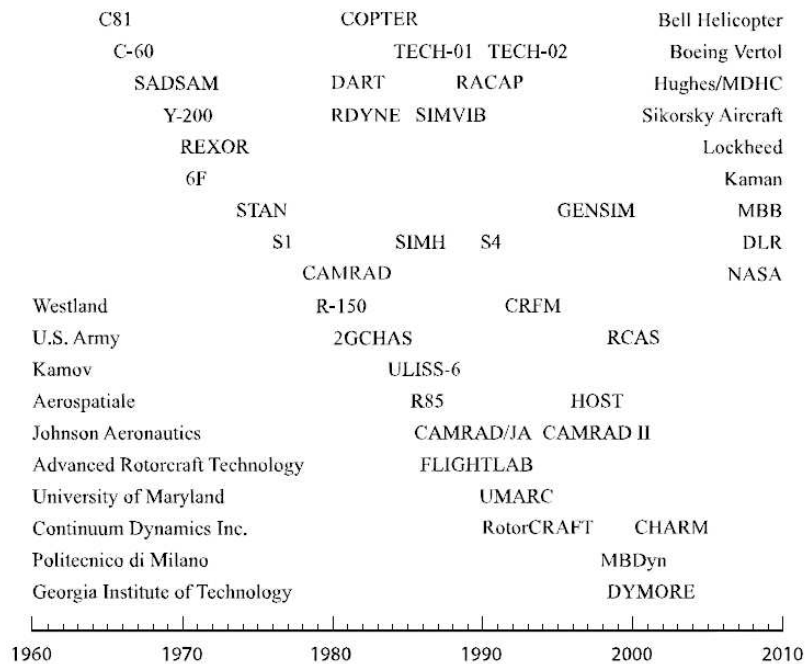 C81 COPTER Bell Helicopter
C-60 TECH-01 TECH-02 Boeing Vertol
SADSAM DART RACAP Hughes/MDHC
Y-200 RDYNE SIMVIB Sikorsky Aircraft
REXOR Lockheed
6F Kaman
STAN GENSIM MBB
S1 SIMH S4 DLR
CAMRAD NASA
Westland R-150 CRFM
U.S. Army 2GCHAS RCAS
Kamov ULISS-6
Aerospatiale R85 HOST
Johnson Aeronautics CAMRAD/JA CAMRAD II
Advanced Rotorcraft Technology FLIGHTLAB
University of Maryland UMARC
Continuum Dynamics Inc. RotorCRAFT CHARM
Politecnico di Milano MBDyn
Georgia Institute of Technology DYMORE
1960 1970 1980 1990 2000 2010